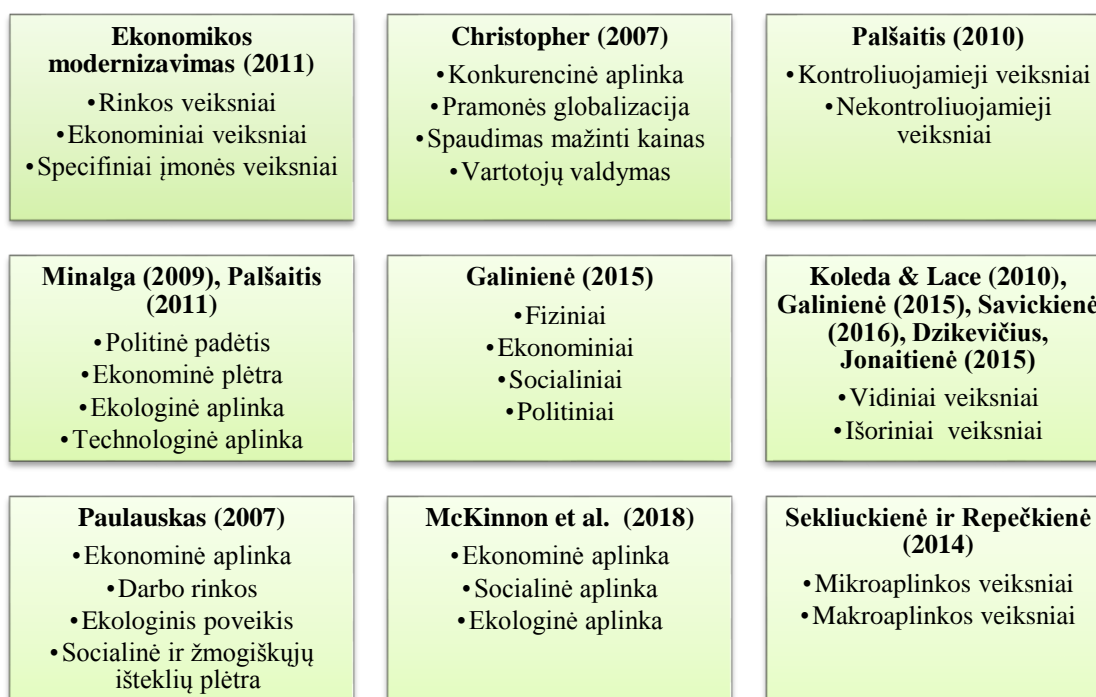 Ekonomikos
modernizavimas (2011)
•Rinkos veiksniai
•Ekonominiai veiksniai
•Specifiniai įmonės veiksniai
Christopher (2007)
•Konkurencinė aplinka
•Pramonės globalizacija
•Spaudimas mažinti kainas
•Vartotojų valdymas
Palšaitis (2010)
•Kontroliuojamieji veiksniai
•Nekontroliuojamieji
veiksniai
Minalga (2009), Palšaitis
(2011)
•Politinė padėtis
•Ekonominė plėtra
•Ekologinė aplinka
•Technologinė aplinka
Galinienė (2015)
•Fiziniai
•Ekonominiai
•Socialiniai
•Politiniai
Koleda & Lace (2010),
Galinienė (2015), Savickienė
(2016), Dzikevičius,
Jonaitienė (2015)
•Vidiniai veiksniai
•Išoriniai veiksniai
Paulauskas (2007)
•Ekonominė aplinka
•Darbo rinkos
•Ekologinis poveikis
•Socialinė ir žmogiškųjų
išteklių plėtra
McKinnon et al. (2018)
•Ekonominė aplinka
•Socialinė aplinka
•Ekologinė aplinka
Sekliuckienė ir Repečkienė
(2014)
•Mikroaplinkos veiksniai
•Makroaplinkos veiksniai